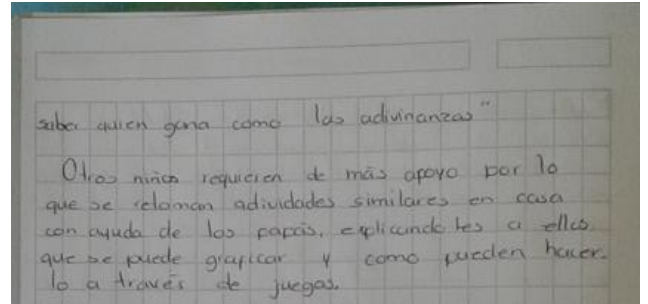 saber quien gana como las adivinanzas"
Otros niños requieren de más apoyo por lo
que se retoman actividades similares en casa
con ayuda de los papás, explicandoles a ellos
que se puede graficar y como pueden hacer
lo a través de juegos.